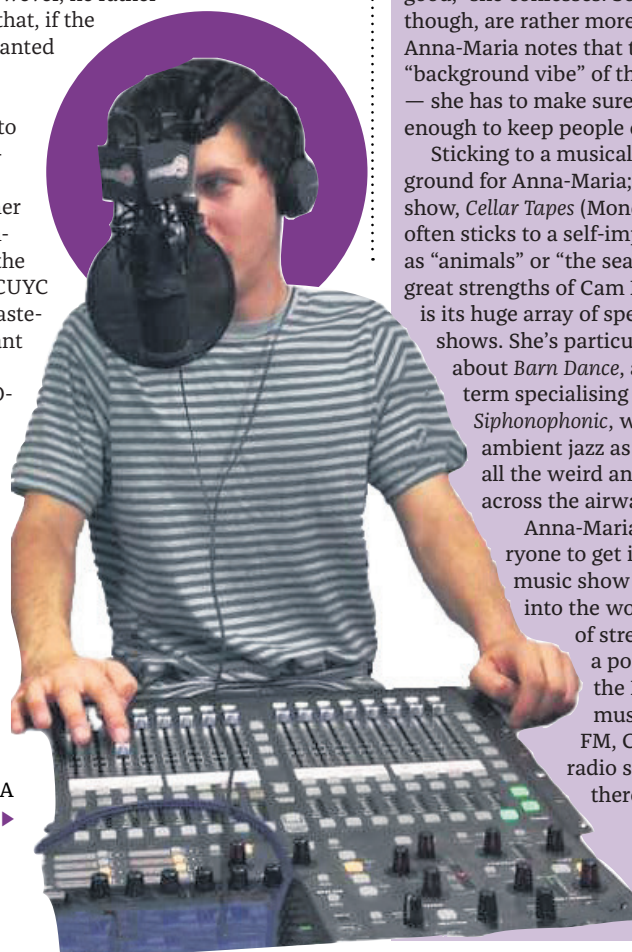 wever, he rather
that, if the
anted
to
er
the
CUYC
aste-
ant
O-
A
good," she confesses. 
though, are rather more
Anna-Maria notes that t
“background vibe” of th
— she has to make sure
enough to keep people
Sticking to a musical
ground for Anna-Maria;
show, Cellar Tapes (Mon
often sticks to a self-imp
as “animals” or “the sea
great strengths of Cam
is its huge array of spe
shows. She’s particu
about Barn Dance, a
term specialising
Siphonophonic, w
ambient jazz as
all the weird an
across the airwa
Anna-Maria
ryone to get i
music show
into the wo
of stre
a po
the
mus
FM, C
radio s
there